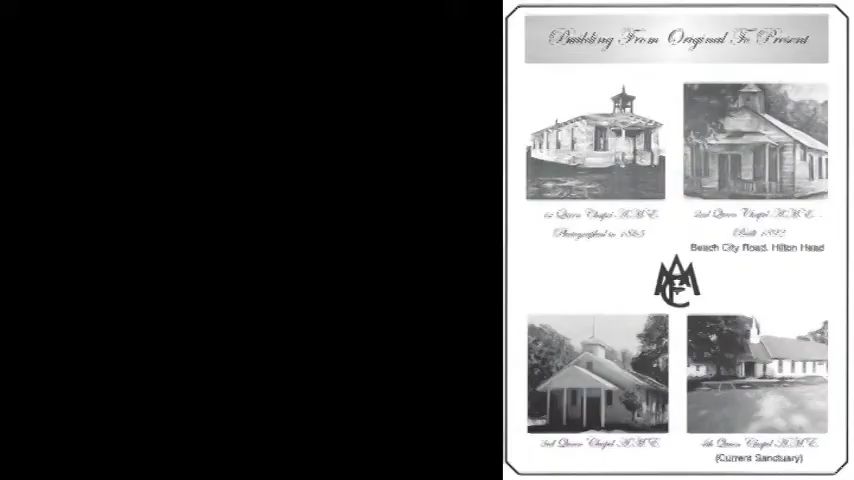 Building From Original To Present
1st Queen Chapel A.M.E.
Photographed in 1865
2nd Queen Chapel A.M.E.
Built 1892
Beach City Road, Hilton Head
AME
3rd Queen Chapel A.M.E.
4th Queen Chapel A.M.E.
(Current Sanctuary)